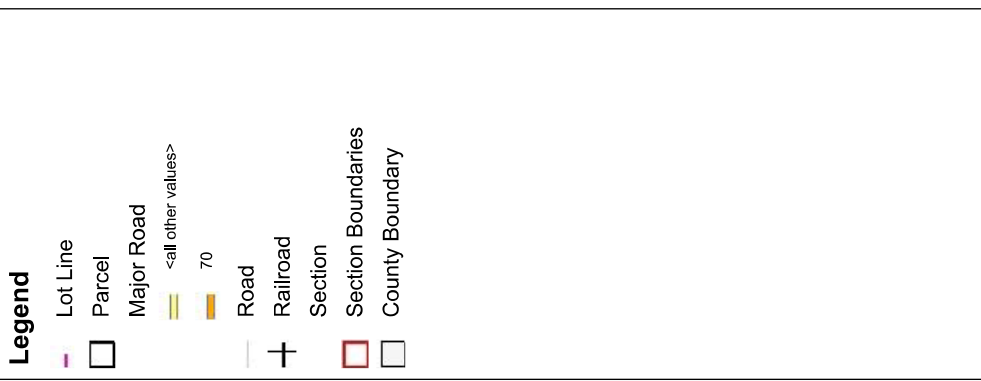 Legend
Lot Line
Parcel
Major Road
<all other values>
70
Road
Railroad
Section
Section Boundaries
County Boundary